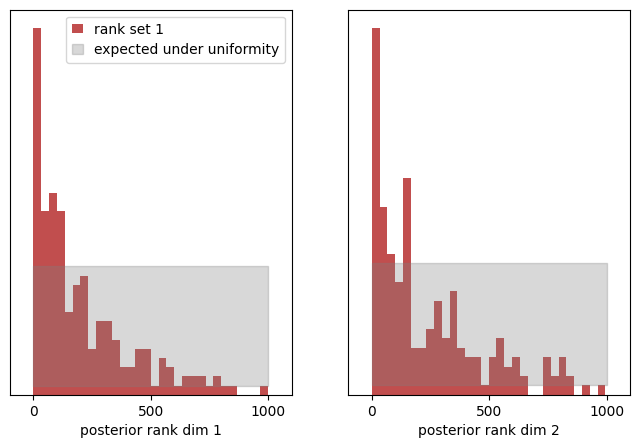 rank set 1
expected under uniformity
0 500 1000
posterior rank dim 1
0 500 1000
posterior rank dim 2